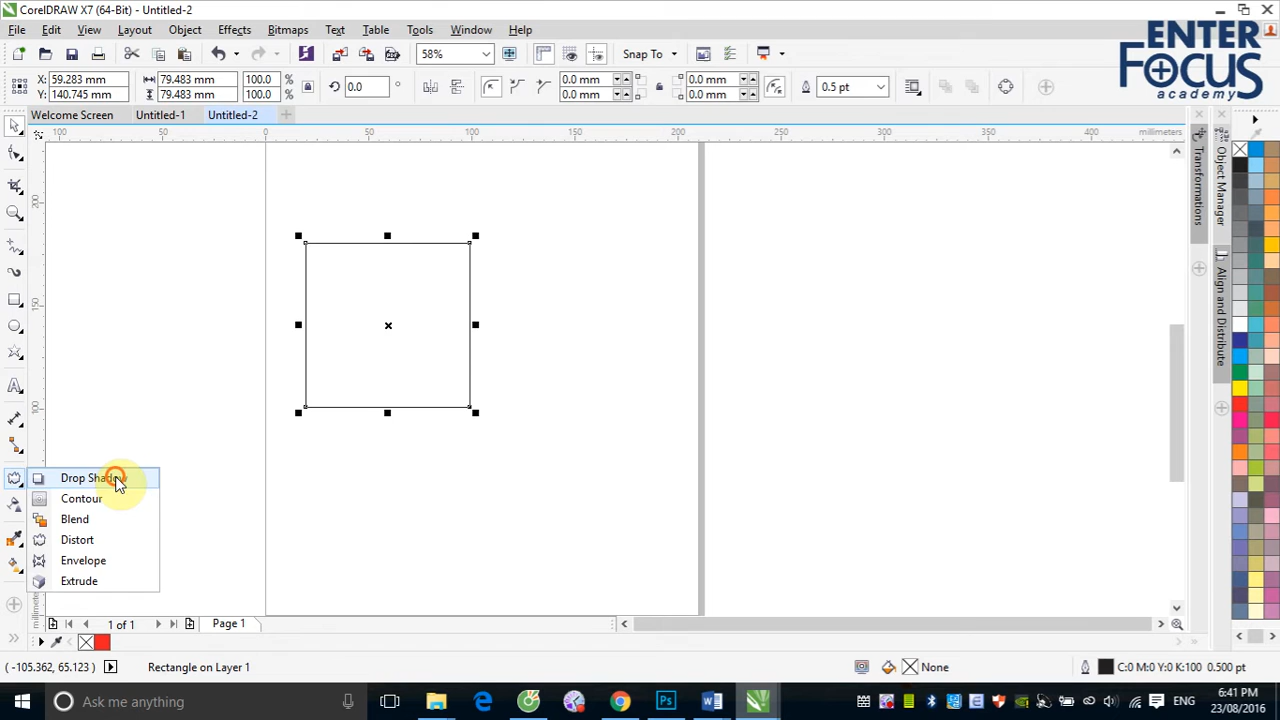 CorelDRAW X7 (64-Bit) - Untitled-2
File Edit View Layout Object Effects Bitmaps Text Table Tools Window Help
ENTER
FOCUS
academy
58% Snap To
X: 59.283 mm 79.483 mm 100.0 % 0.0 ° 0.0 mm 0.0 mm 0.5 pt
Y: 140.745 mm 79.483 mm 100.0 % 0.0 mm 0.0 mm
Welcome Screen Untitled-1 Untitled-2
100 50 0 50 100 150 200 250 300 350 400 millimeters
200
150
100
Transformations
Object Manager
Align and Distribute
Drop Shadow
Contour
Blend
Distort
Envelope
Extrude
1 of 1 Page 1
(-105.362, 65.123) Rectangle on Layer 1 None C:0 M:0 Y:0 K:100 0.500 pt
Ask me anything
ENG
6:41 PM
23/08/2016